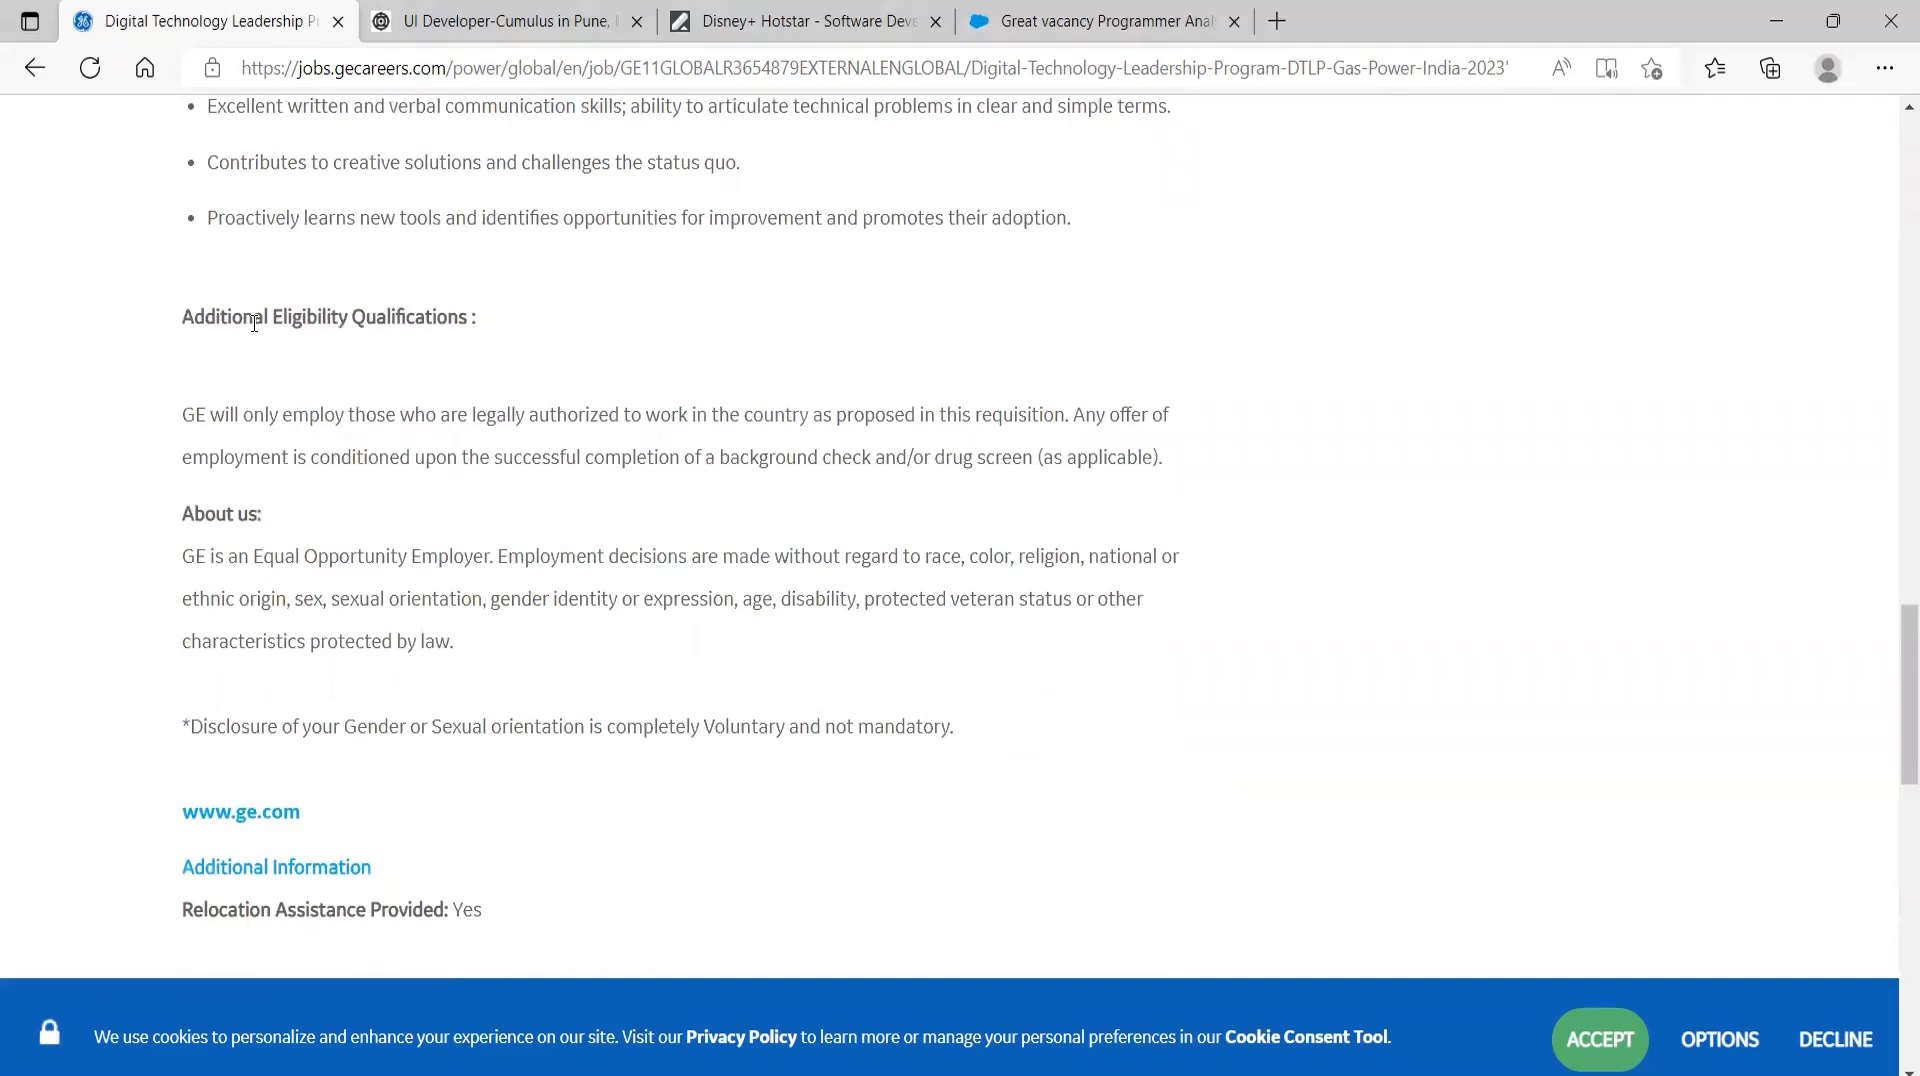 Digital Technology Leadership P
UI Developer-Cumulus in Pune,
Disney+ Hotstar - Software Deve
Great vacancy Programmer Anal
https://jobs.gecareers.com/power/global/en/job/GE11GLOBALR3654879EXTERNALENGLOBAL/Digital-Technology-Leadership-Program-DTLP-Gas-Power-India-2023'
• Excellent written and verbal communication skills; ability to articulate technical problems in clear and simple terms.
• Contributes to creative solutions and challenges the status quo.
• Proactively learns new tools and identifies opportunities for improvement and promotes their adoption.
Additional Eligibility Qualifications :
GE will only employ those who are legally authorized to work in the country as proposed in this requisition. Any offer of
employment is conditioned upon the successful completion of a background check and/or drug screen (as applicable).
About us:
GE is an Equal Opportunity Employer. Employment decisions are made without regard to race, color, religion, national or
ethnic origin, sex, sexual orientation, gender identity or expression, age, disability, protected veteran status or other
characteristics protected by law.
*Disclosure of your Gender or Sexual orientation is completely Voluntary and not mandatory.
www.ge.com
Additional Information
Relocation Assistance Provided: Yes
We use cookies to personalize and enhance your experience on our site. Visit our Privacy Policy to learn more or manage your personal preferences in our Cookie Consent Tool.
ACCEPT
OPTIONS
DECLINE